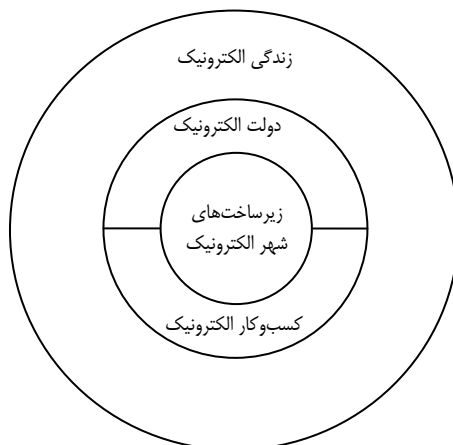 زندگی الکترونیک
دولت الکترونیک
زیرساخت‌های
شهر الکترونیک
کسب‌وکار الکترونیک